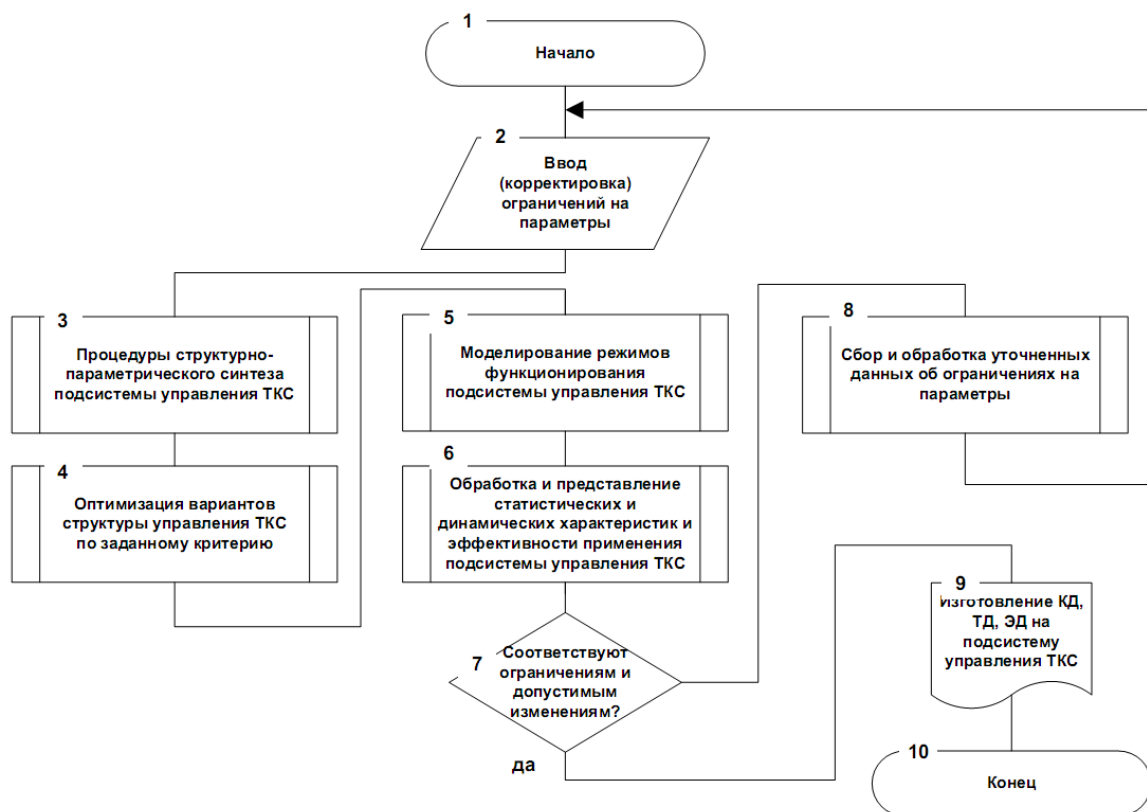 1
Начало
2
Ввод
(корректировка)
ограничений на
параметры
3
Процедуры структурно-
параметрического синтеза
подсистемы управления ТКС
4
Оптимизация вариантов
структуры управления ТКС
по заданному критерию
5
Моделирование режимов
функционирования
подсистемы управления ТКС
6
Обработка и представление
статистических и
динамических характеристик и
эффективности применения
подсистемы управления ТКС
7
Соответствуют
ограничениям и
допустимым
изменениям?
да
8
Сбор и обработка уточненных
данных об ограничениях на
параметры
9
Изготовление КД,
ТД, ЭД на
подсистему
управления ТКС
10
Конец